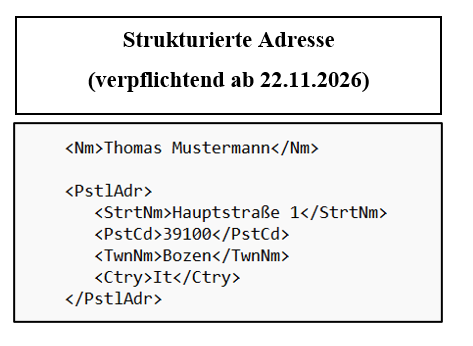 Strukturierte Adresse
(verpflichtend ab 22.11.2026)
<Nm>Thomas Mustermann</Nm>
<PstlAdr>
<StrtNm>Hauptstraße 1</StrtNm>
<PstCd>39100</PstCd>
<TwnNm>Bozen</TwnNm>
<Ctry>It</Ctry>
</PstlAdr>